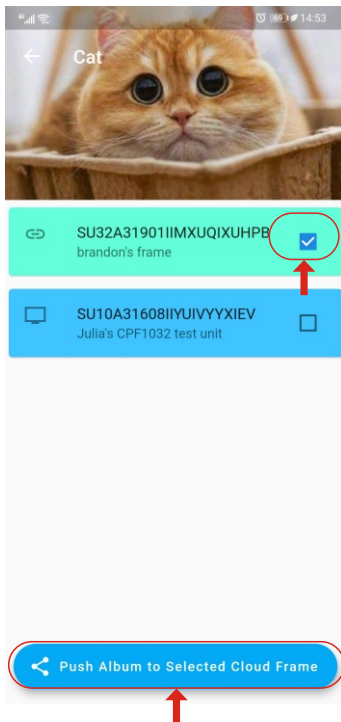 14:53
Cat
SU32A31901IIMXUQIXUHPB
brandon's frame
SU10A31608IIYUIVYYXIEV
Julia's CPF1032 test unit
Push Album to Selected Cloud Frame